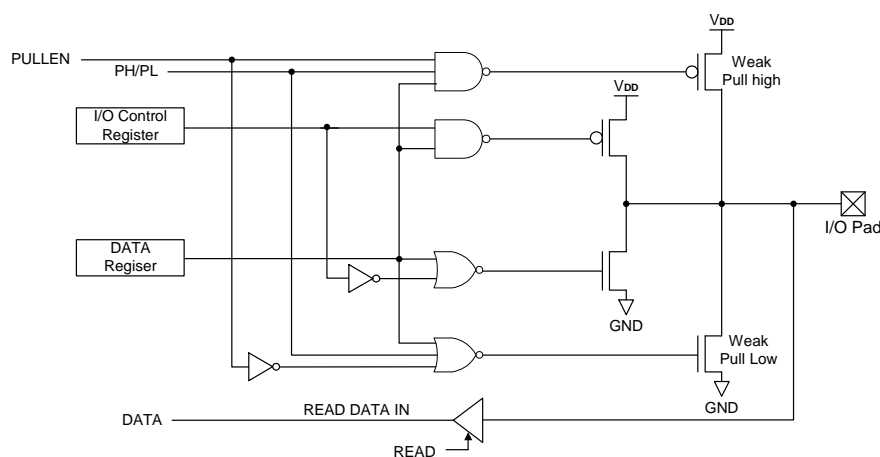 VDD
PULLEN
PH/PL
Weak
Pull high
VDD
I/O Control
Register
I/O Pad
DATA
Regiser
GND
Weak
Pull Low
GND
READ DATA IN
DATA
READ